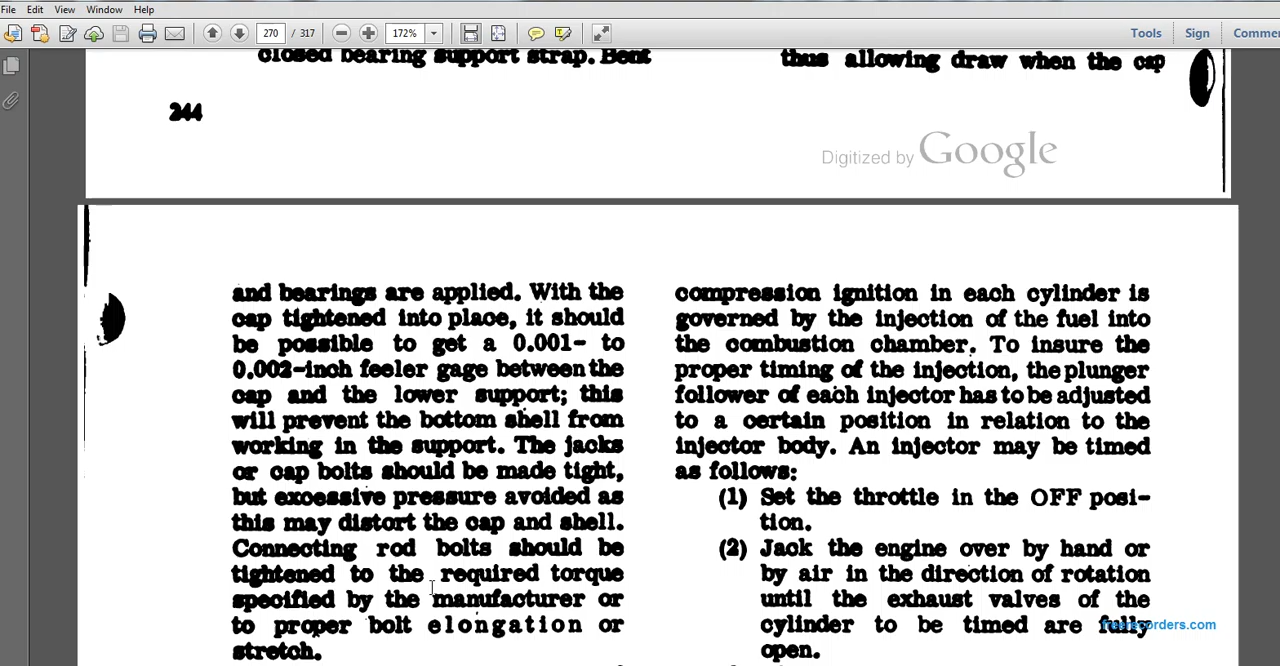 File Edit View Window Help
270 / 317
172%
Tools Sign Comme
closed bearing support strap. Bent
thus allowing draw when the cap
244
Digitized by Google
and bearings are applied. With the
cap tightened into place, it should
be possible to get a 0.001- to
0.002-inch feeler gage between the
cap and the lower support; this
will prevent the bottom shell from
working in the support. The jacks
or cap bolts should be made tight,
but excessive pressure avoided as
this may distort the cap and shell.
Connecting rod bolts should be
tightened to the required torque
specified by the manufacturer or
to proper bolt elongation or
stretch.
compression ignition in each cylinder is
governed by the injection of the fuel into
the combustion chamber. To insure the
proper timing of the injection, the plunger
follower of each injector has to be adjusted
to a certain position in relation to the
injector body. An injector may be timed
as follows:
(1) Set the throttle in the OFF posi-
tion.
(2) Jack the engine over by hand or
by air in the direction of rotation
until the exhaust valves of the
cylinder to be timed are fully
open.
freerecorders.com